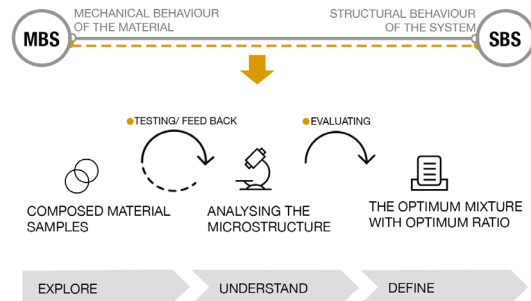 MBS
MECHANICAL BEHAVIOUR
OF THE MATERIAL
STRUCTURAL BEHAVIOUR
OF THE SYSTEM
SBS
TESTING/ FEED BACK
EVALUATING
COMPOSED MATERIAL
SAMPLES
ANALYSING THE
MICROSTRUCTURE
THE OPTIMUM MIXTURE
WITH OPTIMUM RATIO
EXPLORE
UNDERSTAND
DEFINE